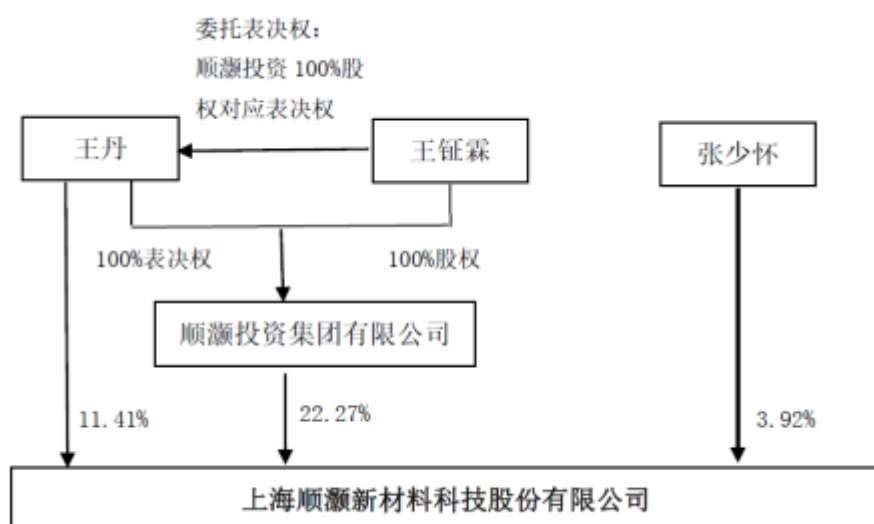 委托表决权：
顺灏投资 100%股
权对应表决权
王丹
王钲霖
张少怀
100%表决权
100%股权
顺灏投资集团有限公司
11.41%
22.27%
3.92%
上海顺灏新材料科技股份有限公司